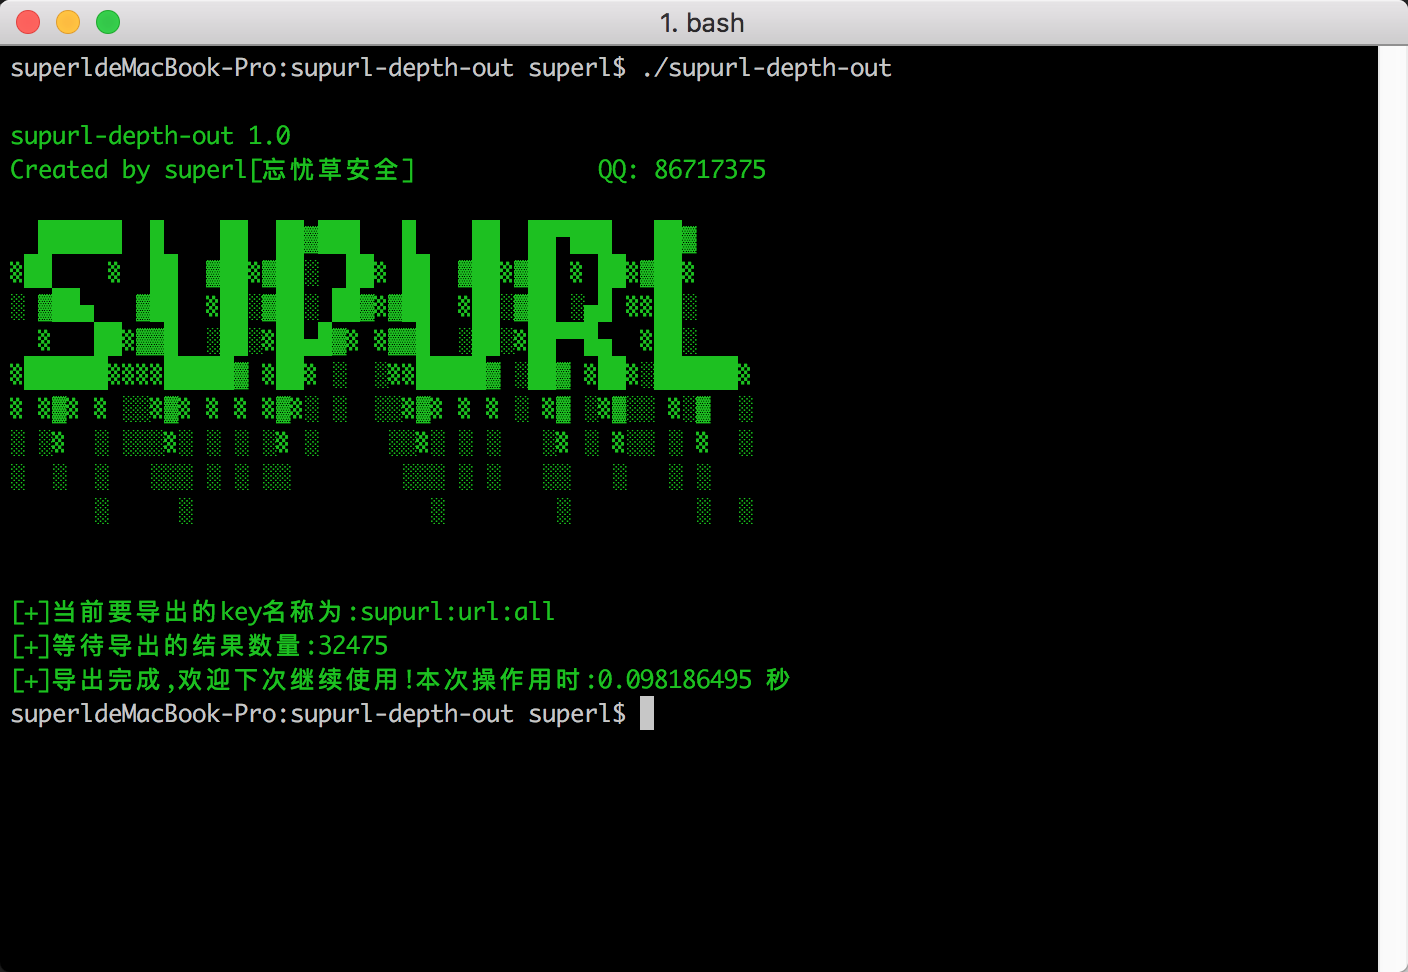 1. bash
superldeMacBook-Pro:supurl-depth-out superl$ ./supurl-depth-out
supurl-depth-out 1.0
Created by superl[忘忧草安全] QQ: 86717375
SUPURL
[+]当前要导出的key名称为:supurl:url:all
[+]等待导出的结果数量:32475
[+]导出完成,欢迎下次继续使用!本次操作用时:0.098186495 秒
superldeMacBook-Pro:supurl-depth-out superl$